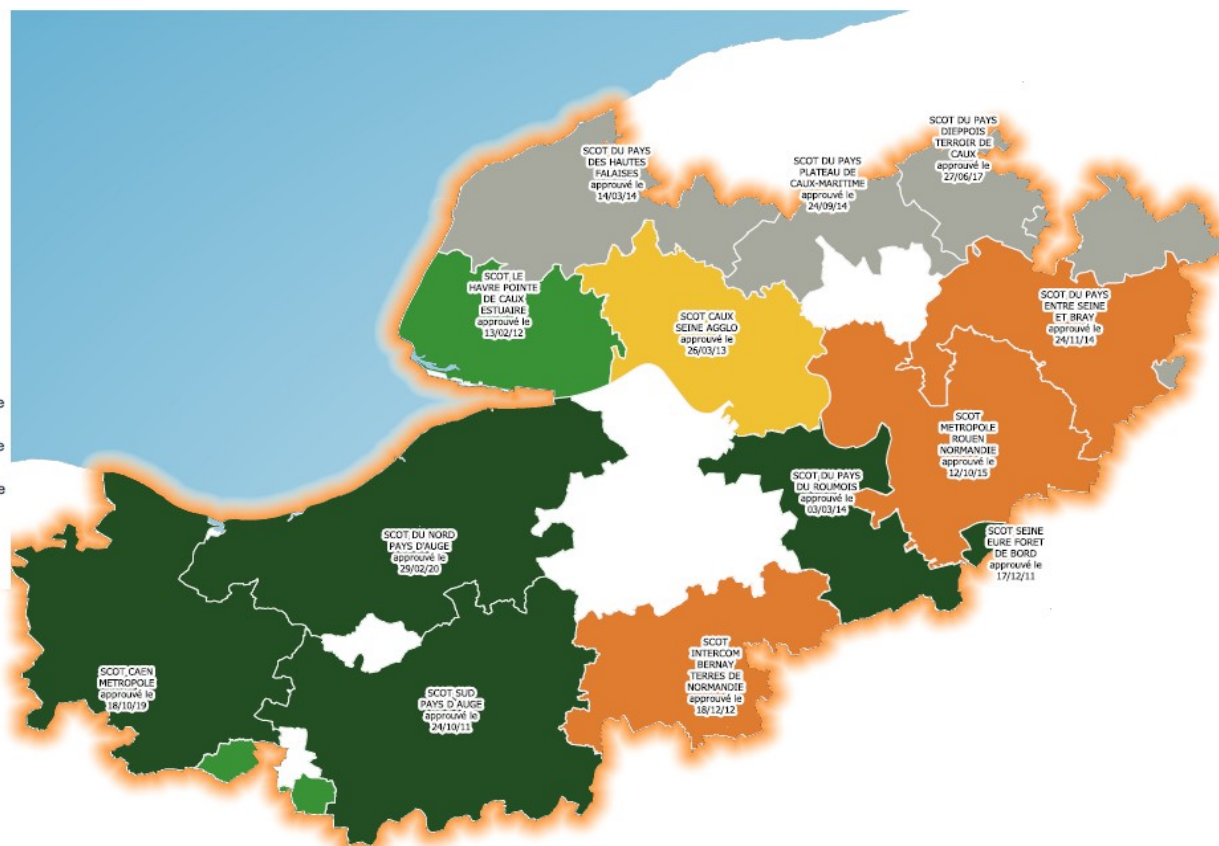 SCOT DU PAYS
DIEPPOIS
TERROIR DE
CAUX
approuvé le
27/06/17
SCOT DU PAYS
DES HAUTES
FALAISES
approuvé le
14/03/14
SCOT DU PAYS
PLATEAU DE
CAUX-MARITIME
approuvé le
24/09/14
SCOT LE
HAVRE POINTE
DE CAUX
ESTUAIRE
approuvé le
13/02/12
SCOT CAUX
SEINE AGGLO
approuvé le
26/03/13
SCOT DU PAYS
ENTRE SEINE
ET BRAY
approuvé le
24/11/14
e
e
e
SCOT
METROPOLE
ROUEN
NORMANDIE
approuvé le
12/10/15
SCOT DU PAYS
DU ROUMOIS
approuvé le
03/03/14
SCOT SEINE
EURE FORET
DE BORD
approuvé le
17/12/11
SCOT DU NORD
PAYS D'AUGE
approuvé le
29/02/20
SCOT
INTERCOM
BERNAY
TERRES DE
NORMANDIE
approuvé le
18/12/12
SCOT CAEN
METROPOLE
approuvé le
18/10/19
SCOT SUD
PAYS D'AUGE
approuvé le
24/10/11